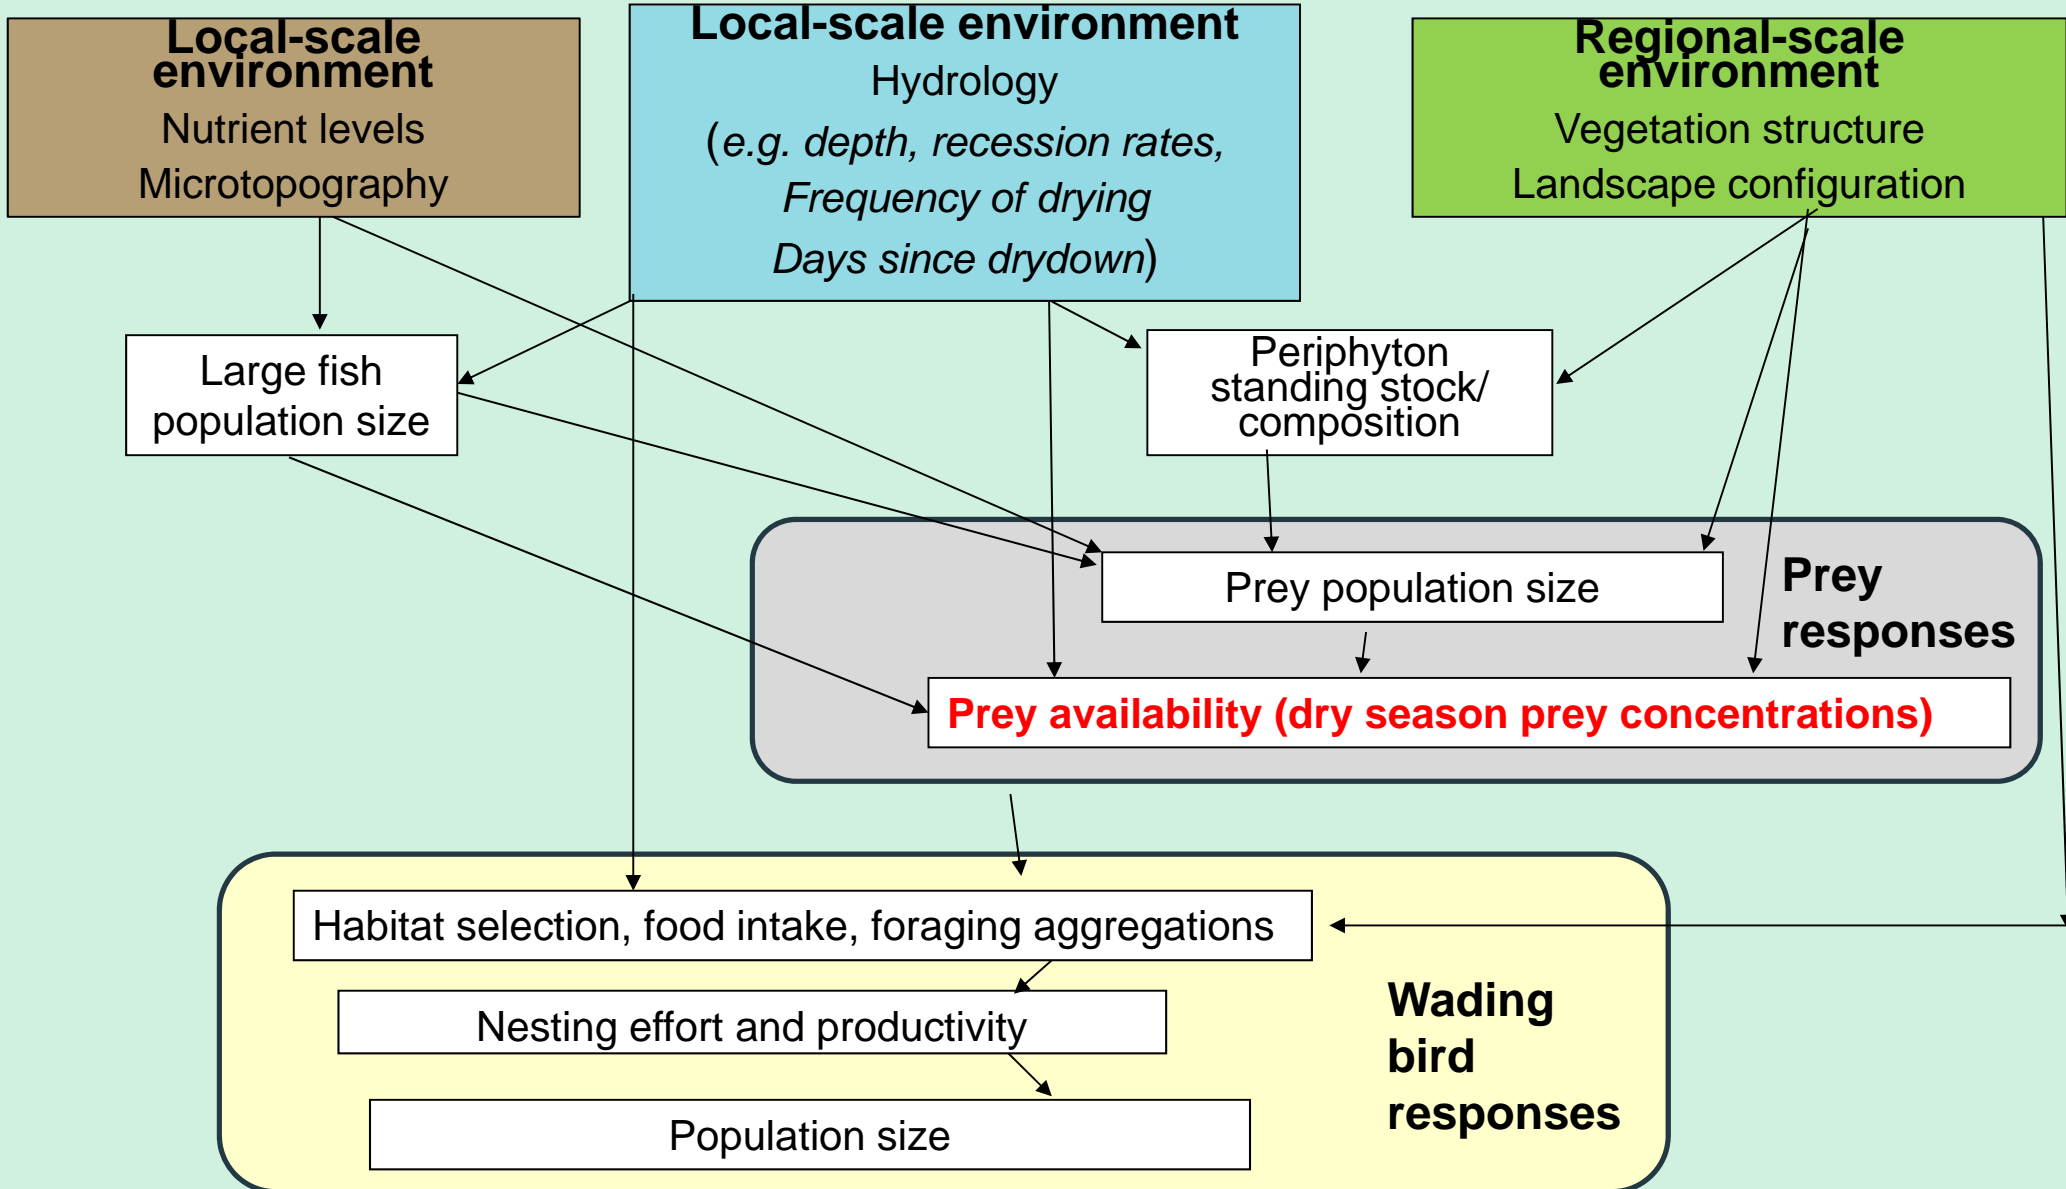 Local-scale
environment
Nutrient levels
Microtopography
Local-scale environment
Hydrology
(e.g. depth, recession rates,
Frequency of drying
Days since drydown)
Regional-scale
environment
Vegetation structure
Landscape configuration
Large fish
population size
Periphyton
standing stock/
composition
Prey population size
Prey
responses
Prey availability (dry season prey concentrations)
Habitat selection, food intake, foraging aggregations
Nesting effort and productivity
Population size
Wading
bird
responses